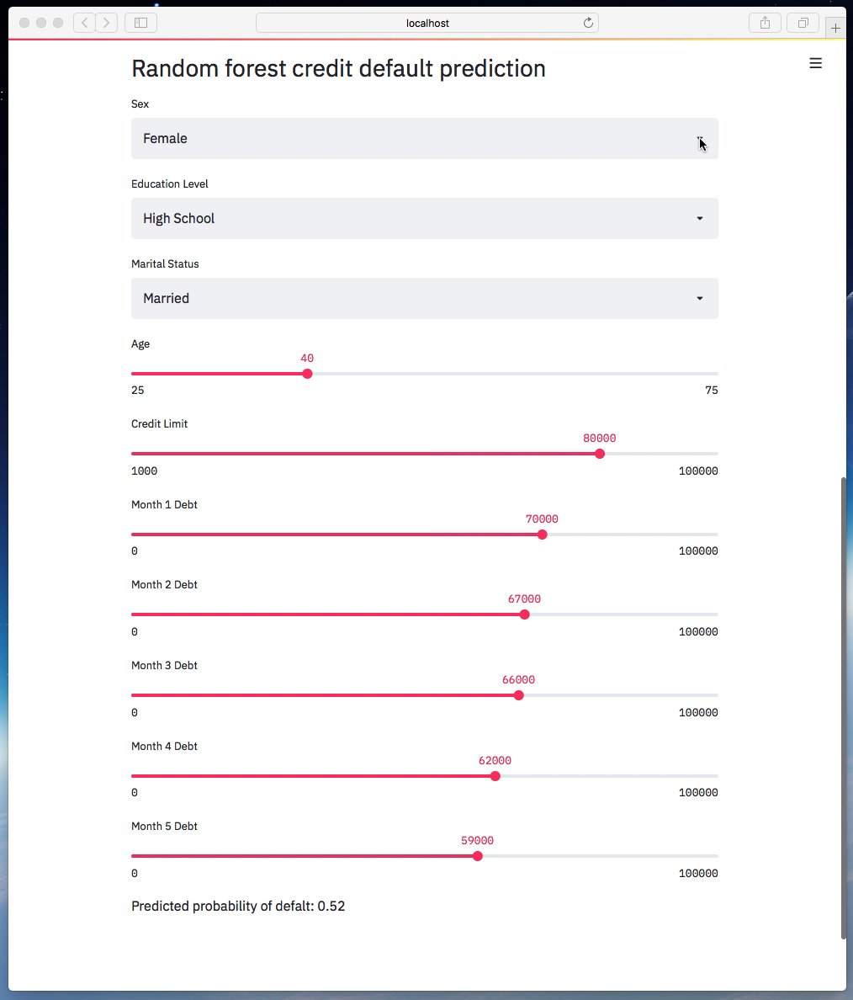 localhost
Random forest credit default prediction
Sex
Female
Education Level
High School
Marital Status
Married
Age
40
25 75
Credit Limit
80000
1000 100000
Month 1 Debt
70000
0 100000
Month 2 Debt
67000
0 100000
Month 3 Debt
66000
0 100000
Month 4 Debt
62000
0 100000
Month 5 Debt
59000
0 100000
Predicted probability of defalt: 0.52